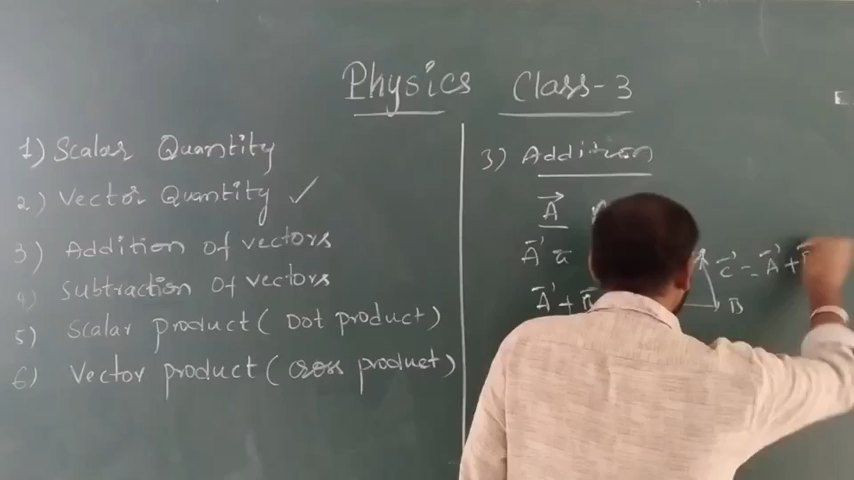 Physics Class-3
1) Scalar Quantity
2) Vector Quantity ✓
3) Addition of vectors
4) Subtraction of vectors
5) Scalar product ( Dot product )
6) Vector product ( Cross product )
3) Addition
A
A
A +
C = A +
B